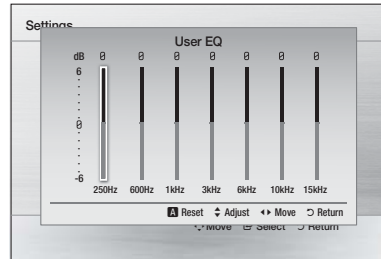 Settings
User EQ
dB 0 0 0 0 0 0 0
6
0
-6
250Hz 600Hz 1kHz 3kHz 6kHz 10kHz 15kHz
A Reset Adjust Move Return
Move Select Return